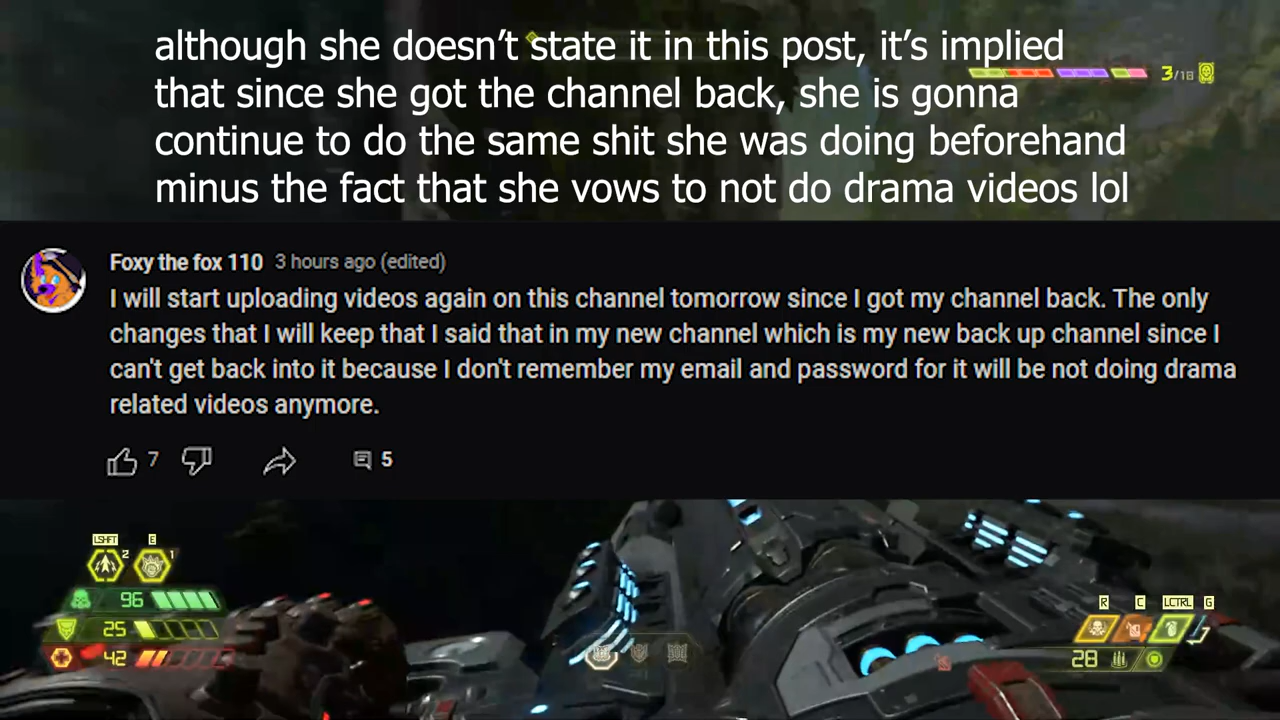 although she doesn’t state it in this post, it’s implied
that since she got the channel back, she is gonna
continue to do the same shit she was doing beforehand
minus the fact that she vows to not do drama videos lol
3/18
Foxy the fox 110 3 hours ago (edited)
I will start uploading videos again on this channel tomorrow since I got my channel back. The only
changes that I will keep that I said that in my new channel which is my new back up channel since I
can't get back into it because I don't remember my email and password for it will be not doing drama
related videos anymore.
7 5
LSHFT E
2 1
96
25
42
R C LCTRL G
28